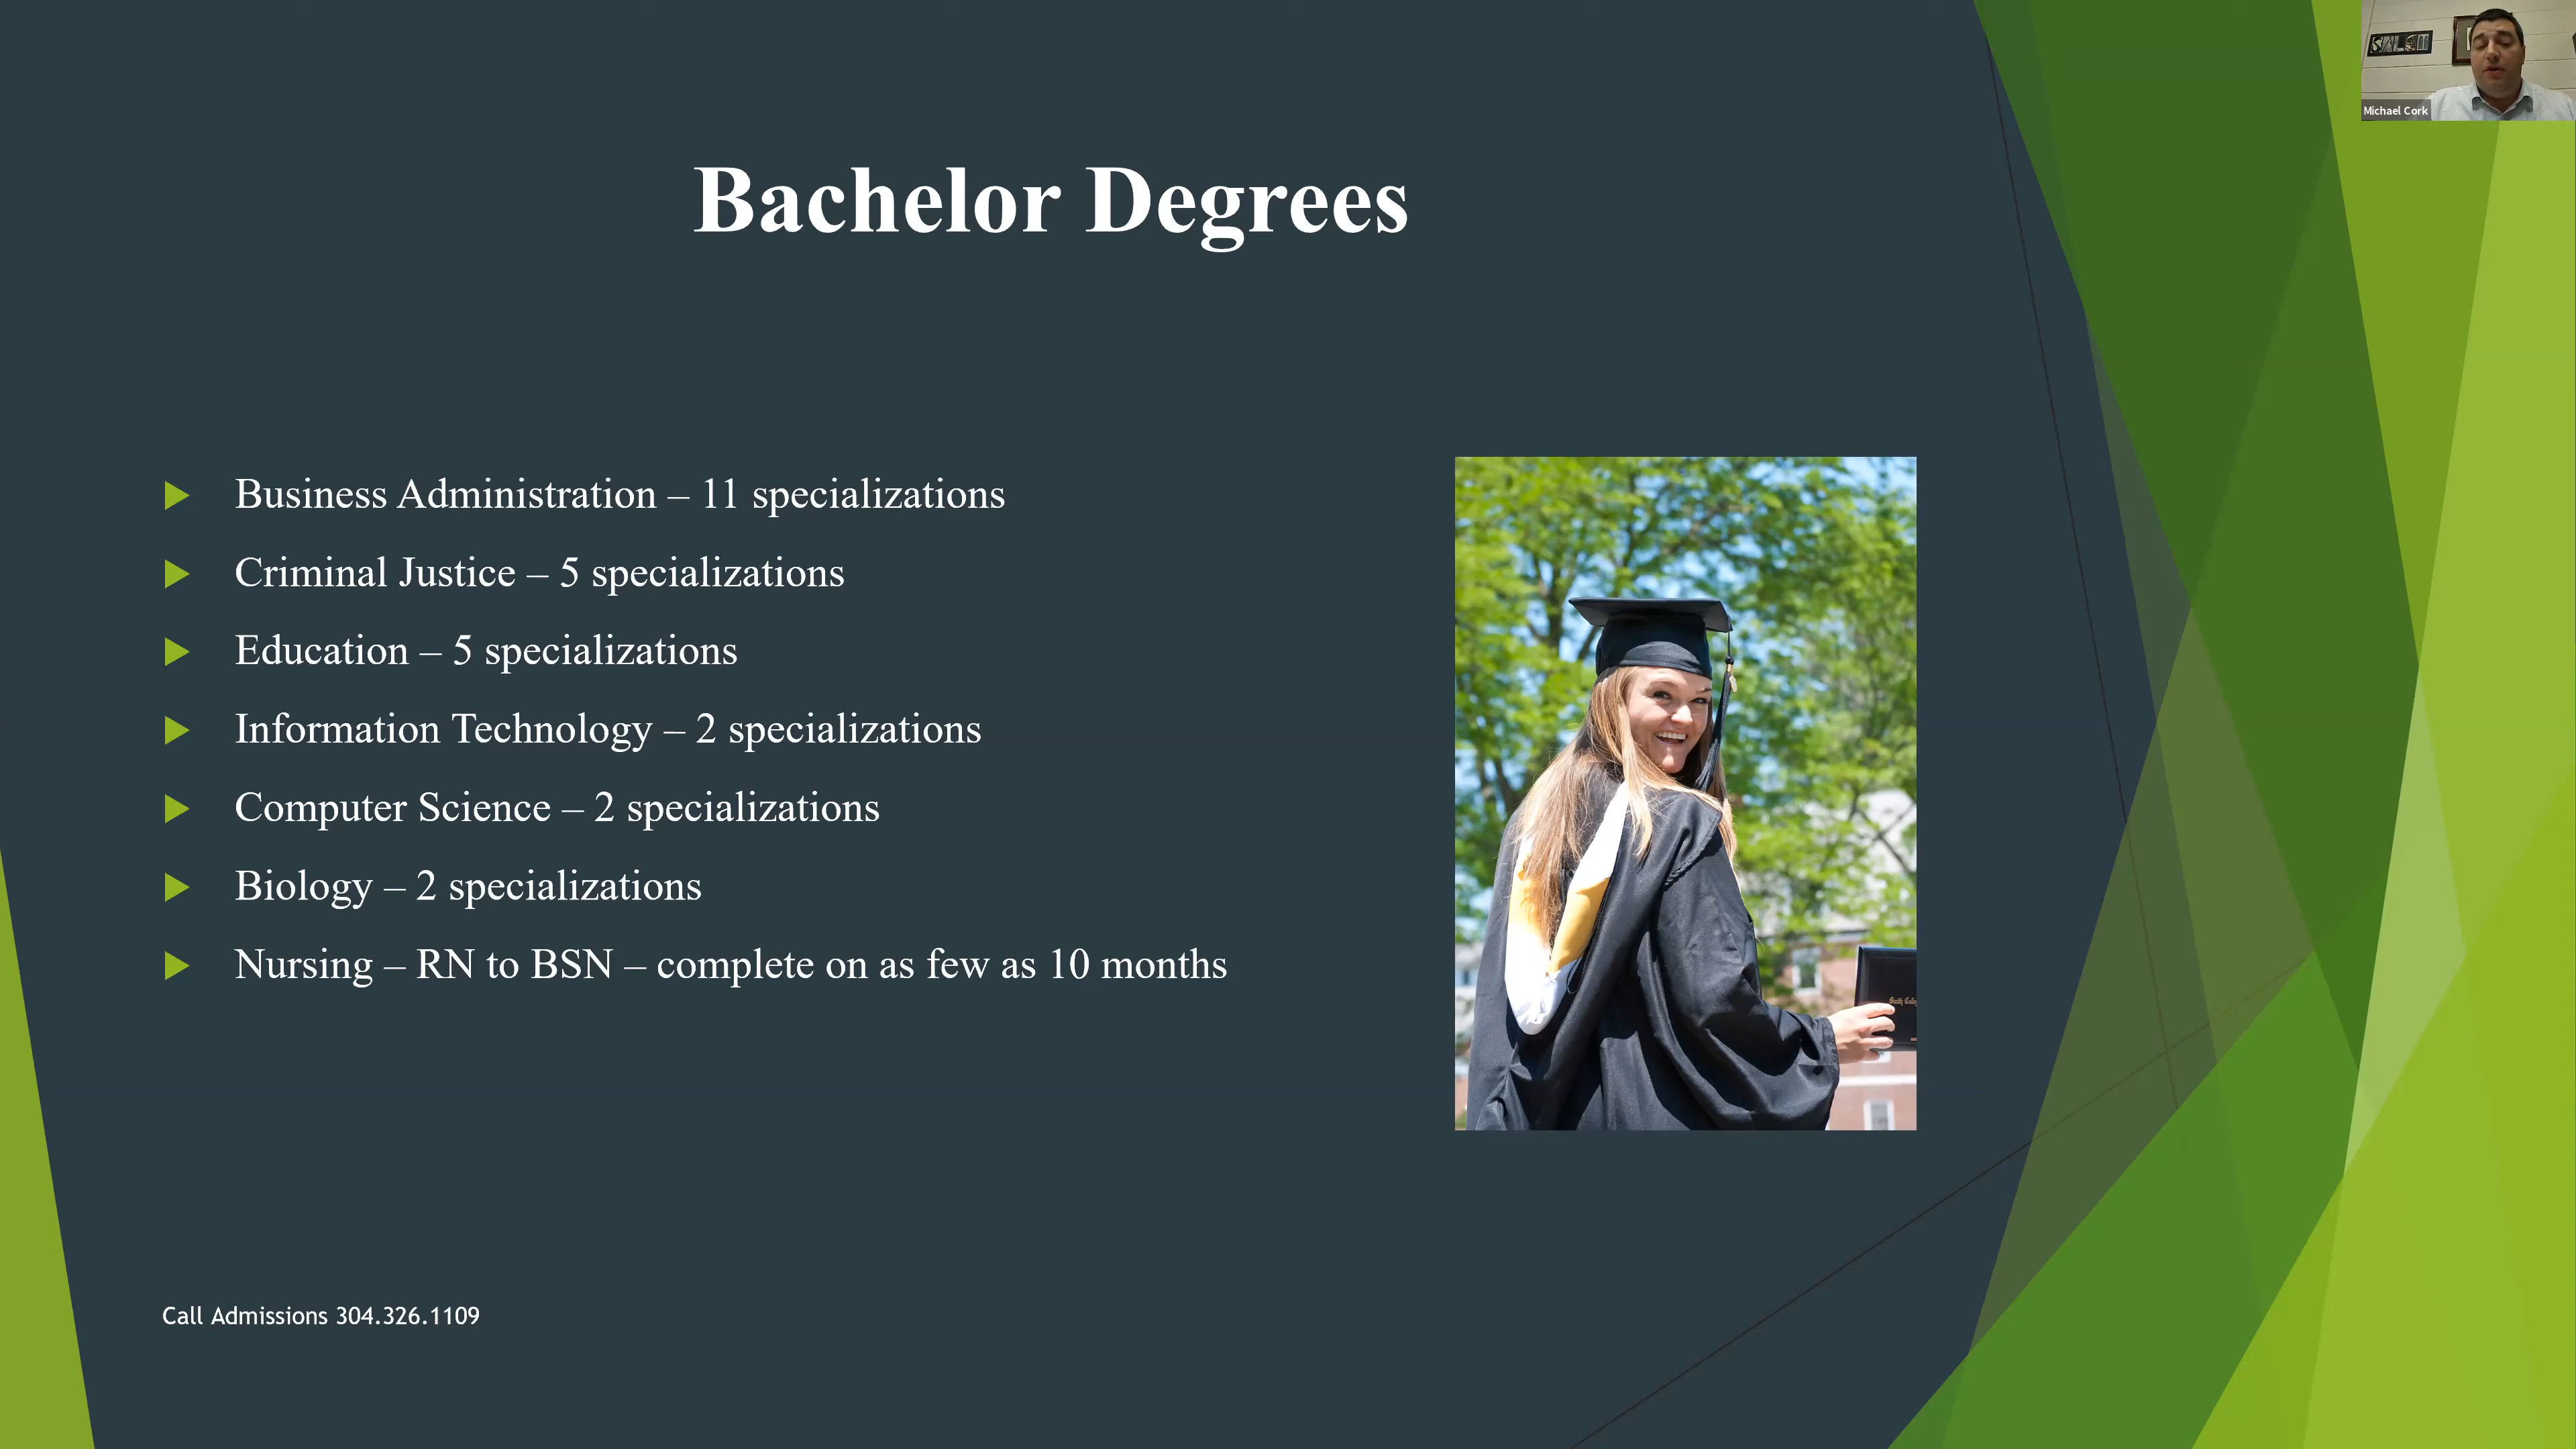 Michael Cork
Bachelor Degrees
Business Administration – 11 specializations
Criminal Justice – 5 specializations
Education – 5 specializations
Information Technology – 2 specializations
Computer Science – 2 specializations
Biology – 2 specializations
Nursing – RN to BSN – complete on as few as 10 months
Call Admissions 304.326.1109